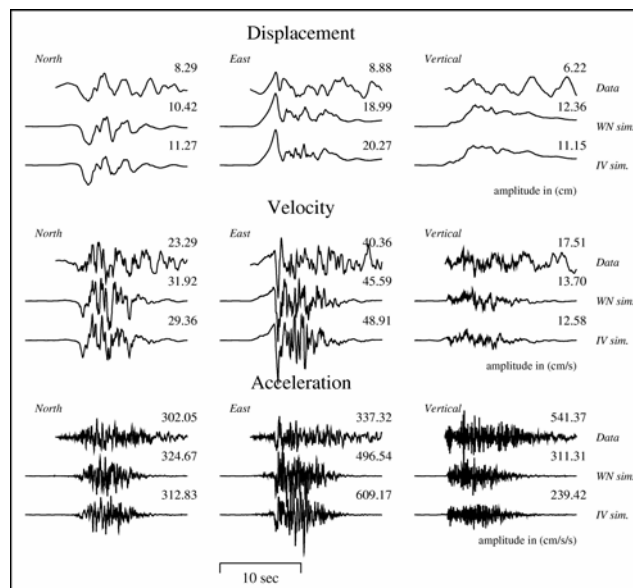 Displacement
North East Vertical
8.29 8.88 6.22
Data
10.42 18.99 12.36
WN sim.
11.27 20.27 11.15
IV sim.
amplitude in (cm)
Velocity
North East Vertical
23.29 40.36 17.51
Data
31.92 45.59 13.70
WN sim.
29.36 48.91 12.58
IV sim.
amplitude in (cm/s)
Acceleration
North East Vertical
302.05 337.32 541.37
Data
324.67 496.54 311.31
WN sim.
312.83 609.17 239.42
IV sim.
amplitude in (cm/s/s)
10 sec